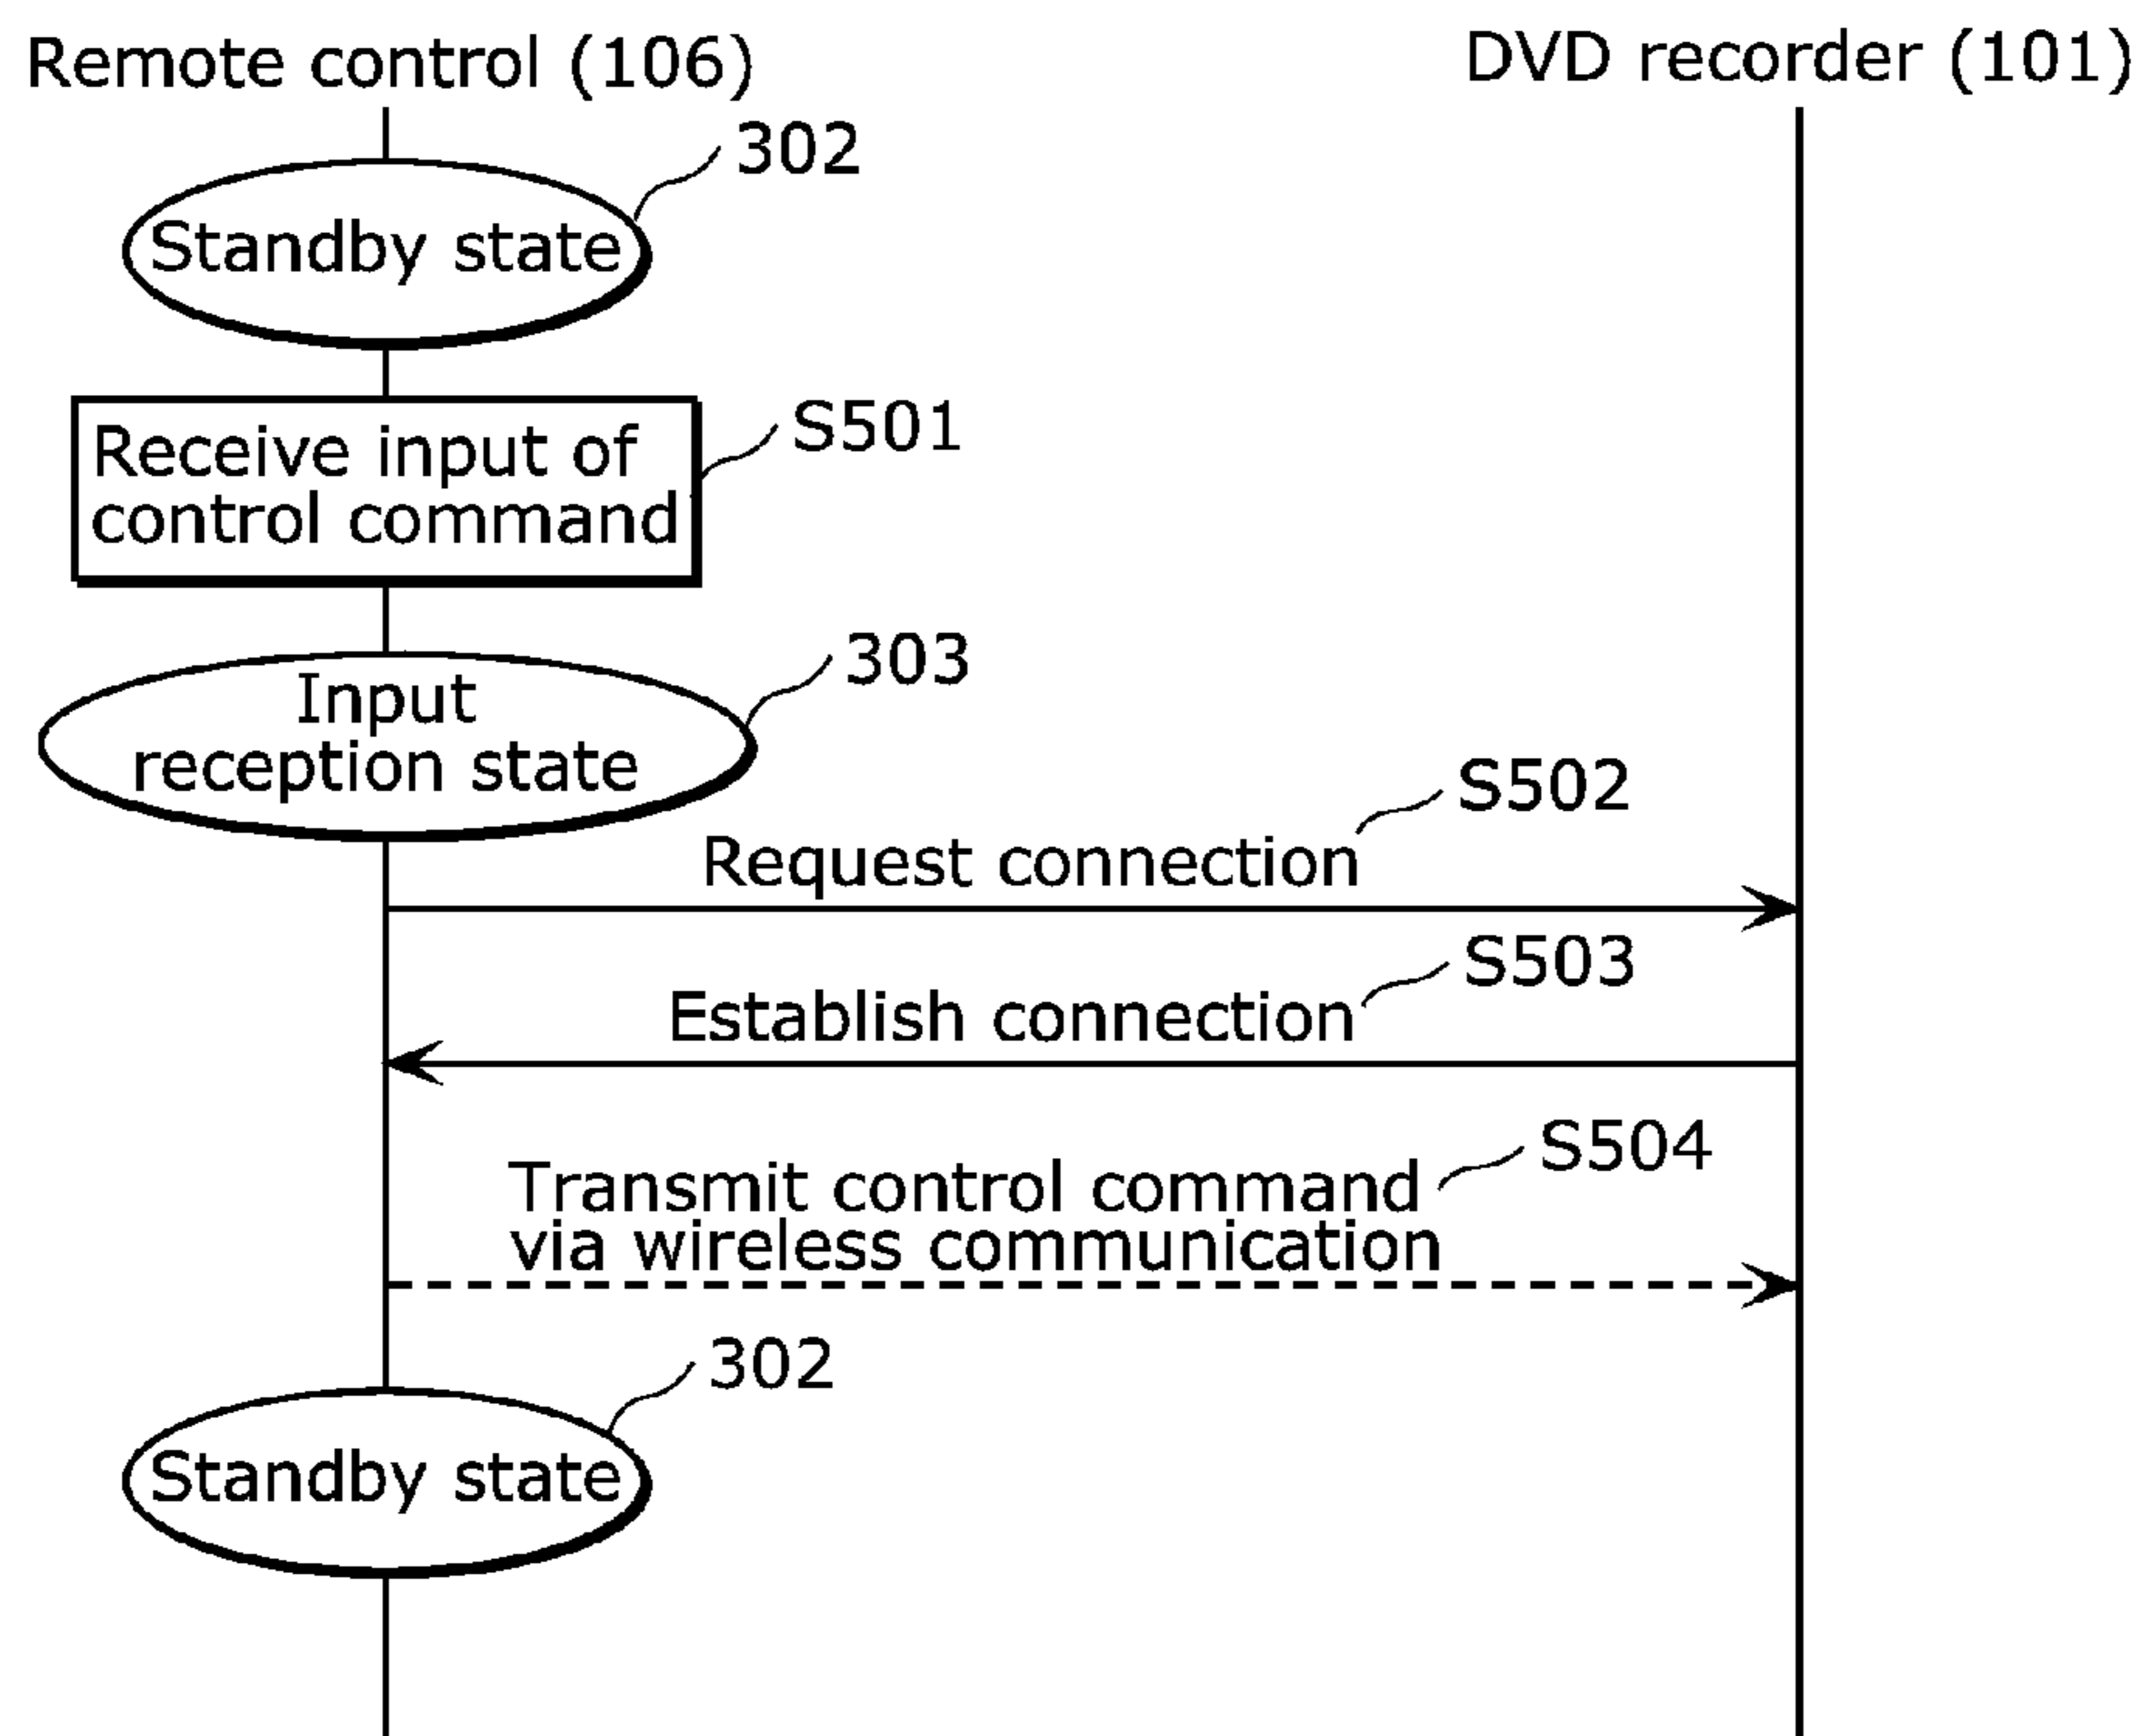 Remote control (106)
DVD recorder (101)
302
Standby state
S501
Receive input of
control command
303
Input
reception state
S502
Request connection
S503
Establish connection
S504
Transmit control command
via wireless communication
302
Standby state